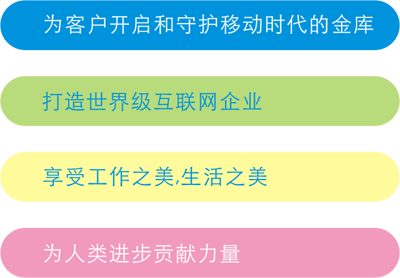 为客户开启和守护移动时代的金库
打造世界级互联网企业
享受工作之美,生活之美
为人类进步贡献力量